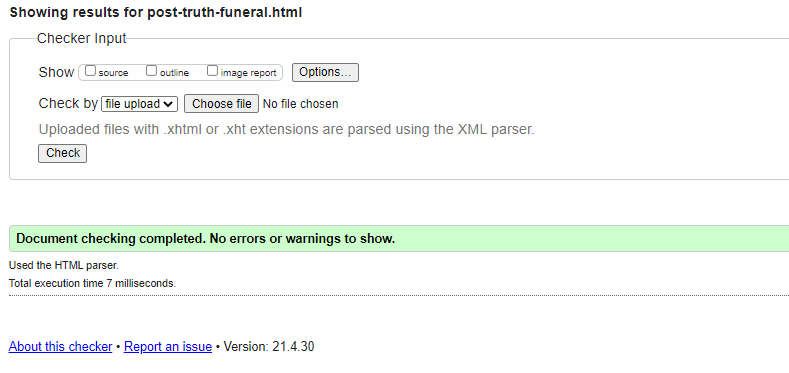 Showing results for post-truth-funeral.html
Checker Input
Show source outline image report Options...
Check by file upload Choose file No file chosen
Uploaded files with .xhtml or .xht extensions are parsed using the XML parser.
Check
Document checking completed. No errors or warnings to show.
Used the HTML parser.
Total execution time 7 milliseconds.
About this checker • Report an issue • Version: 21.4.30